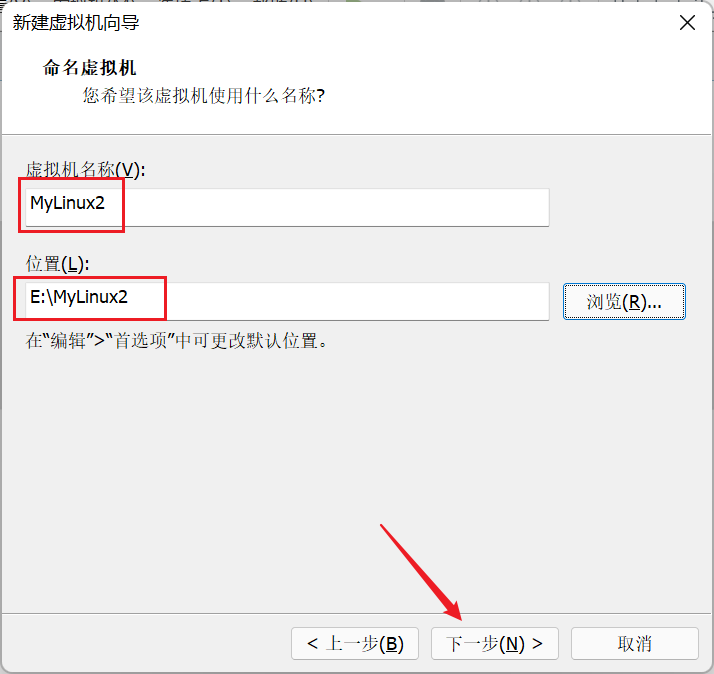 新建虚拟机向导
命名虚拟机
您希望该虚拟机使用什么名称?
虚拟机名称(V):
MyLinux2
位置(L):
E:\MyLinux2
浏览(R)...
在“编辑”>“首选项”中可更改默认位置。
< 上一步(B)
下一步(N) >
取消